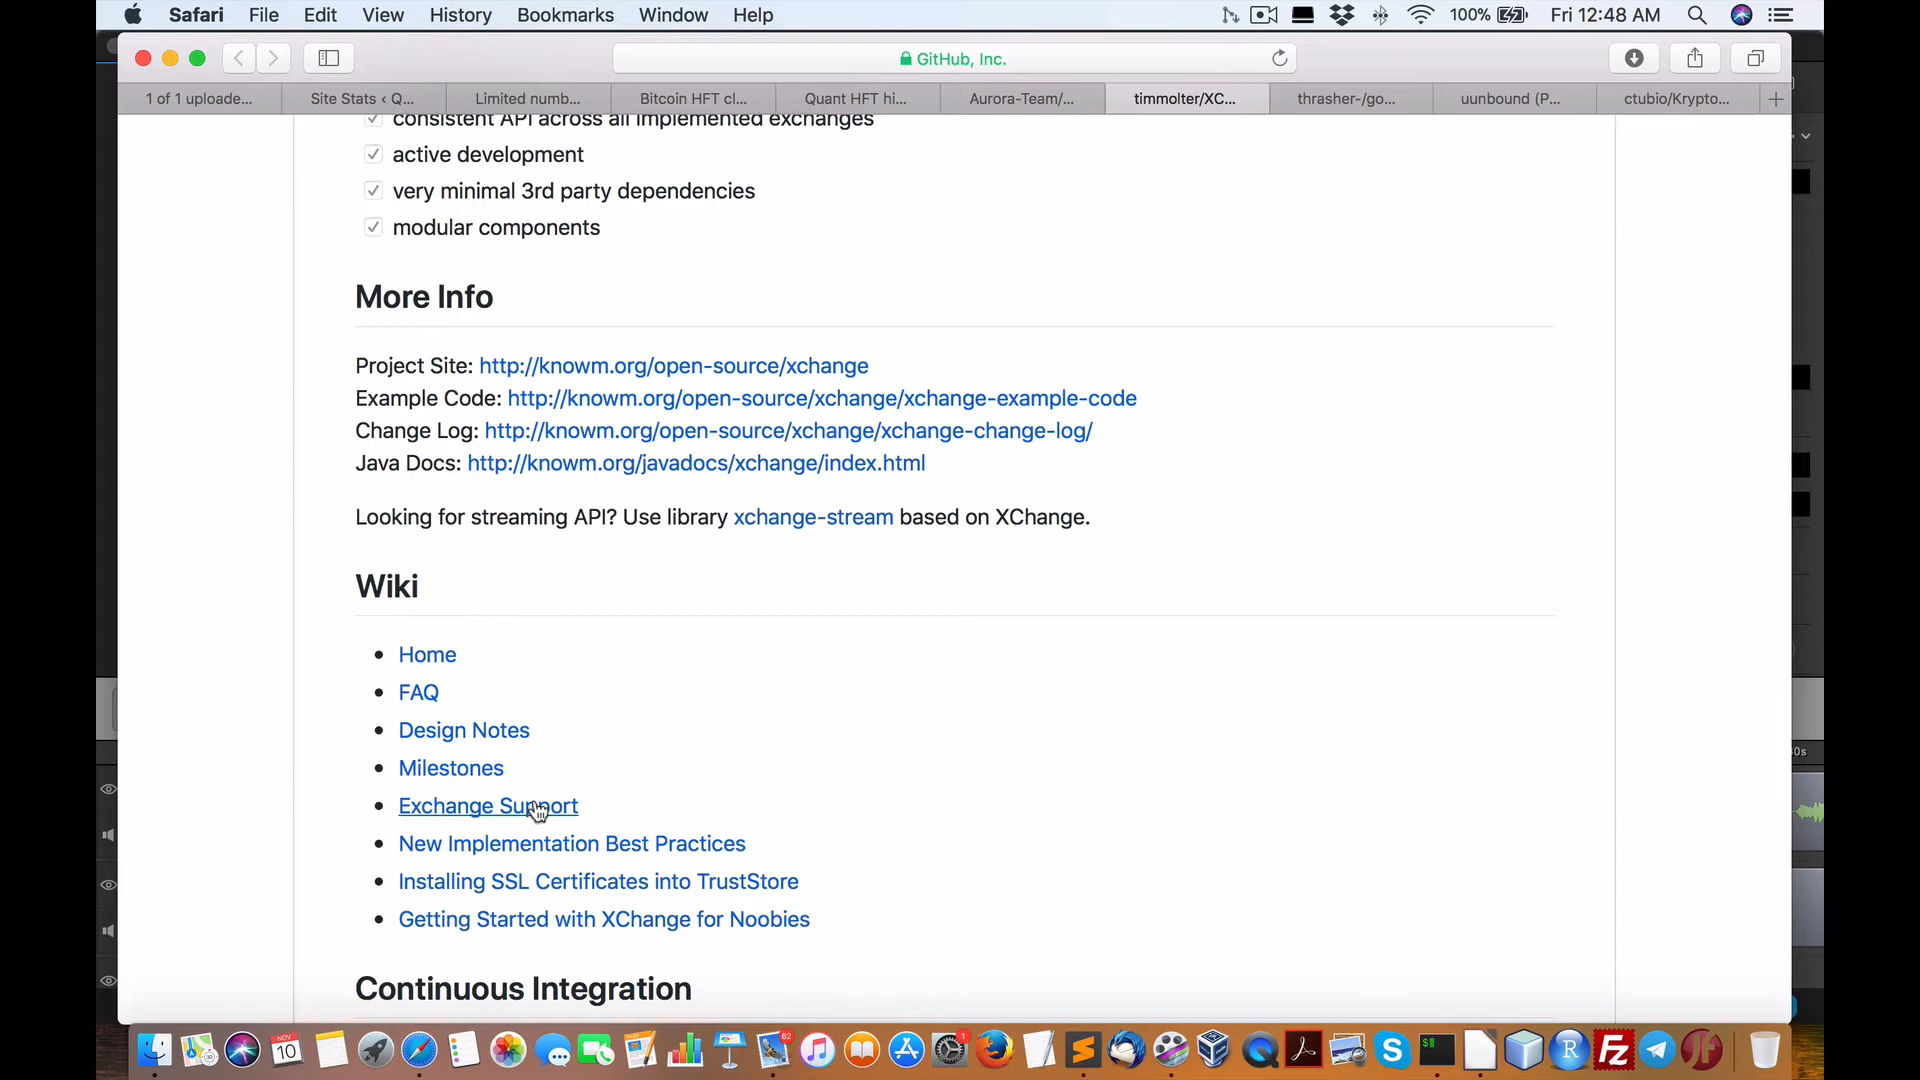 Safari File Edit View History Bookmarks Window Help 100% Fri 12:48 AM
GitHub, Inc.
1 of 1 uploade... Site Stats ‹ Q... Limited numb... Bitcoin HFT cl... Quant HFT hi... Aurora-Team/... timmolter/XC... thrasher-/go... uunbound (P... ctubio/Krypto...
consistent API across all implemented exchanges
active development
very minimal 3rd party dependencies
modular components
More Info
Project Site: http://knowm.org/open-source/xchange
Example Code: http://knowm.org/open-source/xchange/xchange-example-code
Change Log: http://knowm.org/open-source/xchange/xchange-change-log/
Java Docs: http://knowm.org/javadocs/xchange/index.html
Looking for streaming API? Use library xchange-stream based on XChange.
Wiki
Home
FAQ
Design Notes
Milestones
Exchange Support
New Implementation Best Practices
Installing SSL Certificates into TrustStore
Getting Started with XChange for Noobies
Continuous Integration
NOV
10
62
1